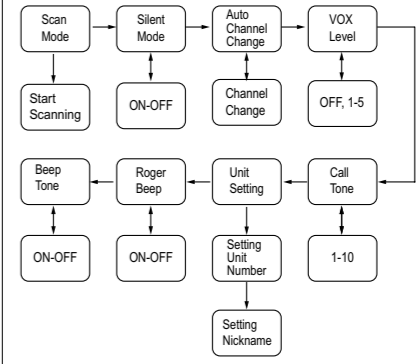 Scan
Mode
Silent
Mode
Auto
Channel
Change
VOX
Level
Start
Scanning
ON-OFF
Channel
Change
OFF, 1-5
Beep
Tone
Roger
Beep
Unit
Setting
Call
Tone
ON-OFF
ON-OFF
Setting
Unit
Number
1-10
Setting
Nickname